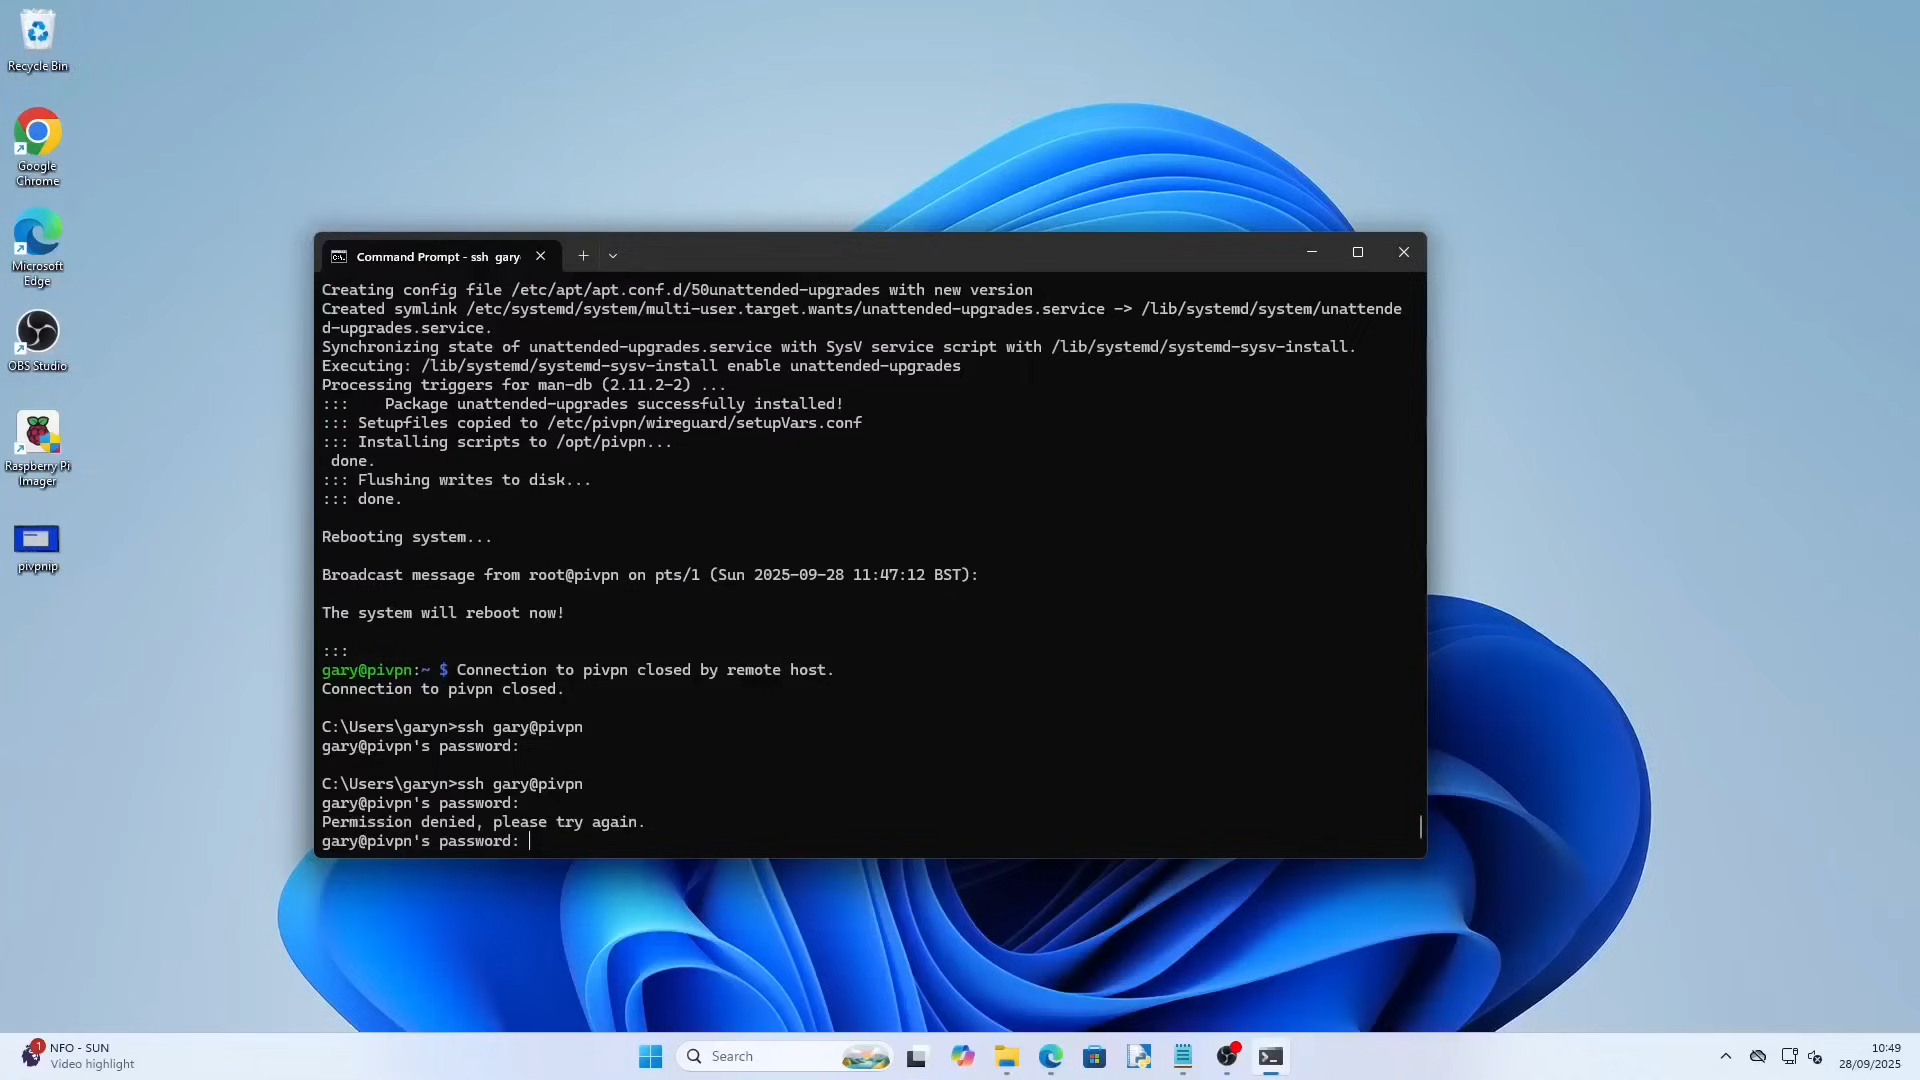 Recycle Bin
Google
Chrome
Microsoft
Edge
OBS Studio
Raspberry Pi
Imager
pivpnip
Command Prompt - ssh gary
Creating config file /etc/apt/apt.conf.d/50unattended-upgrades with new version
Created symlink /etc/systemd/system/multi-user.target.wants/unattended-upgrades.service -> /lib/systemd/system/unattende
d-upgrades.service.
Synchronizing state of unattended-upgrades.service with SysV service script with /lib/systemd/systemd-sysv-install.
Executing: /lib/systemd/systemd-sysv-install enable unattended-upgrades
Processing triggers for man-db (2.11.2-2) ...
:::    Package unattended-upgrades successfully installed!
::: Setupfiles copied to /etc/pivpn/wireguard/setupVars.conf
::: Installing scripts to /opt/pivpn...
 done.
::: Flushing writes to disk...
::: done.
Rebooting system...
Broadcast message from root@pivpn on pts/1 (Sun 2025-09-28 11:47:12 BST):
The system will reboot now!
:::
gary@pivpn:~ $ Connection to pivpn closed by remote host.
Connection to pivpn closed.
C:\Users\garyn>ssh gary@pivpn
gary@pivpn's password:
C:\Users\garyn>ssh gary@pivpn
gary@pivpn's password:
Permission denied, please try again.
gary@pivpn's password:
1
NFO - SUN
Video highlight
Search
10:49
28/09/2025